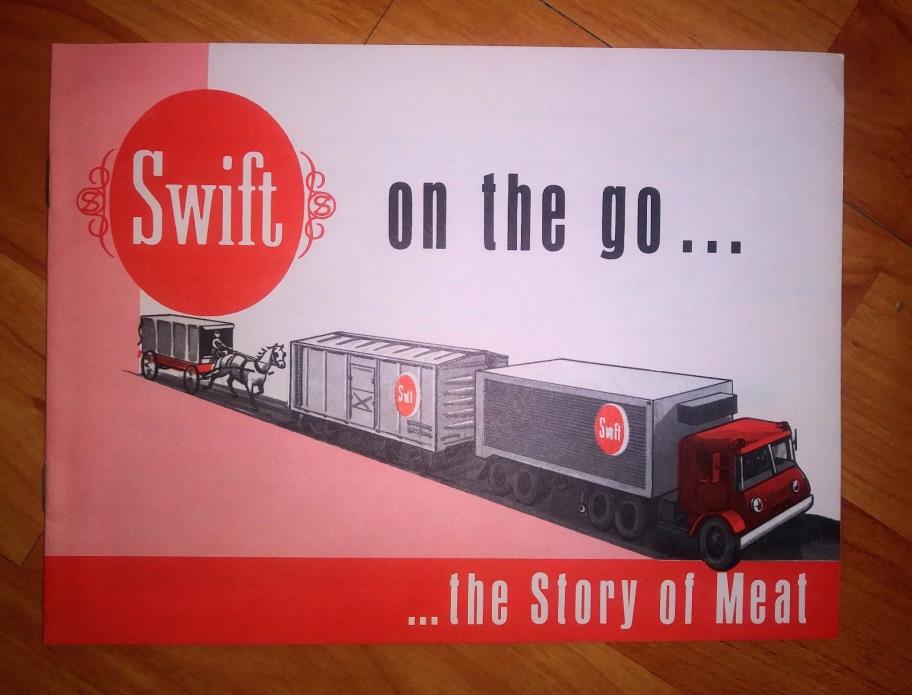 Swift
on the go...
Swift
Swift
...the Story of Meat